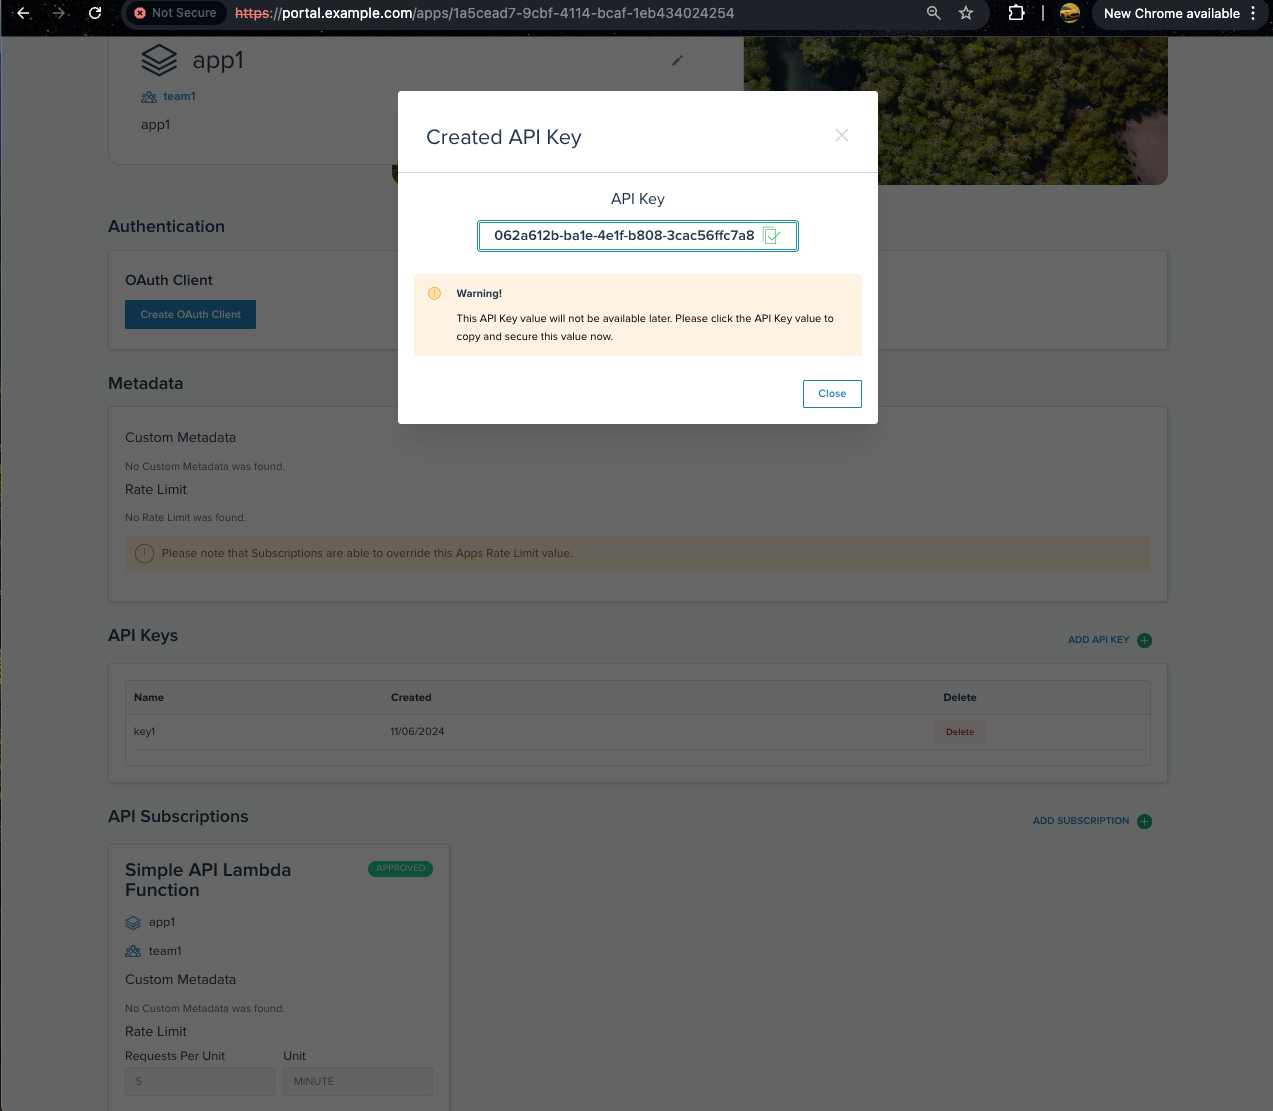 Not Secure
https://portal.example.com/apps/1a5cead7-9cbf-4114-bcaf-1eb434024254
New Chrome available
app1
team1
app1
Created API Key
API Key
062a612b-ba1e-4e1f-b808-3cac56ffc7a8
Warning!
This API Key value will not be available later. Please click the API Key value to
copy and secure this value now.
Close
Authentication
OAuth Client
Create OAuth Client
Metadata
Custom Metadata
No Custom Metadata was found.
Rate Limit
No Rate Limit was found.
Please note that Subscriptions are able to override this Apps Rate Limit value.
API Keys
ADD API KEY
Name Created Delete
key1 11/06/2024 Delete
API Subscriptions
ADD SUBSCRIPTION
Simple API Lambda
Function
APPROVED
app1
team1
Custom Metadata
No Custom Metadata was found.
Rate Limit
Requests Per Unit Unit
5 MINUTE